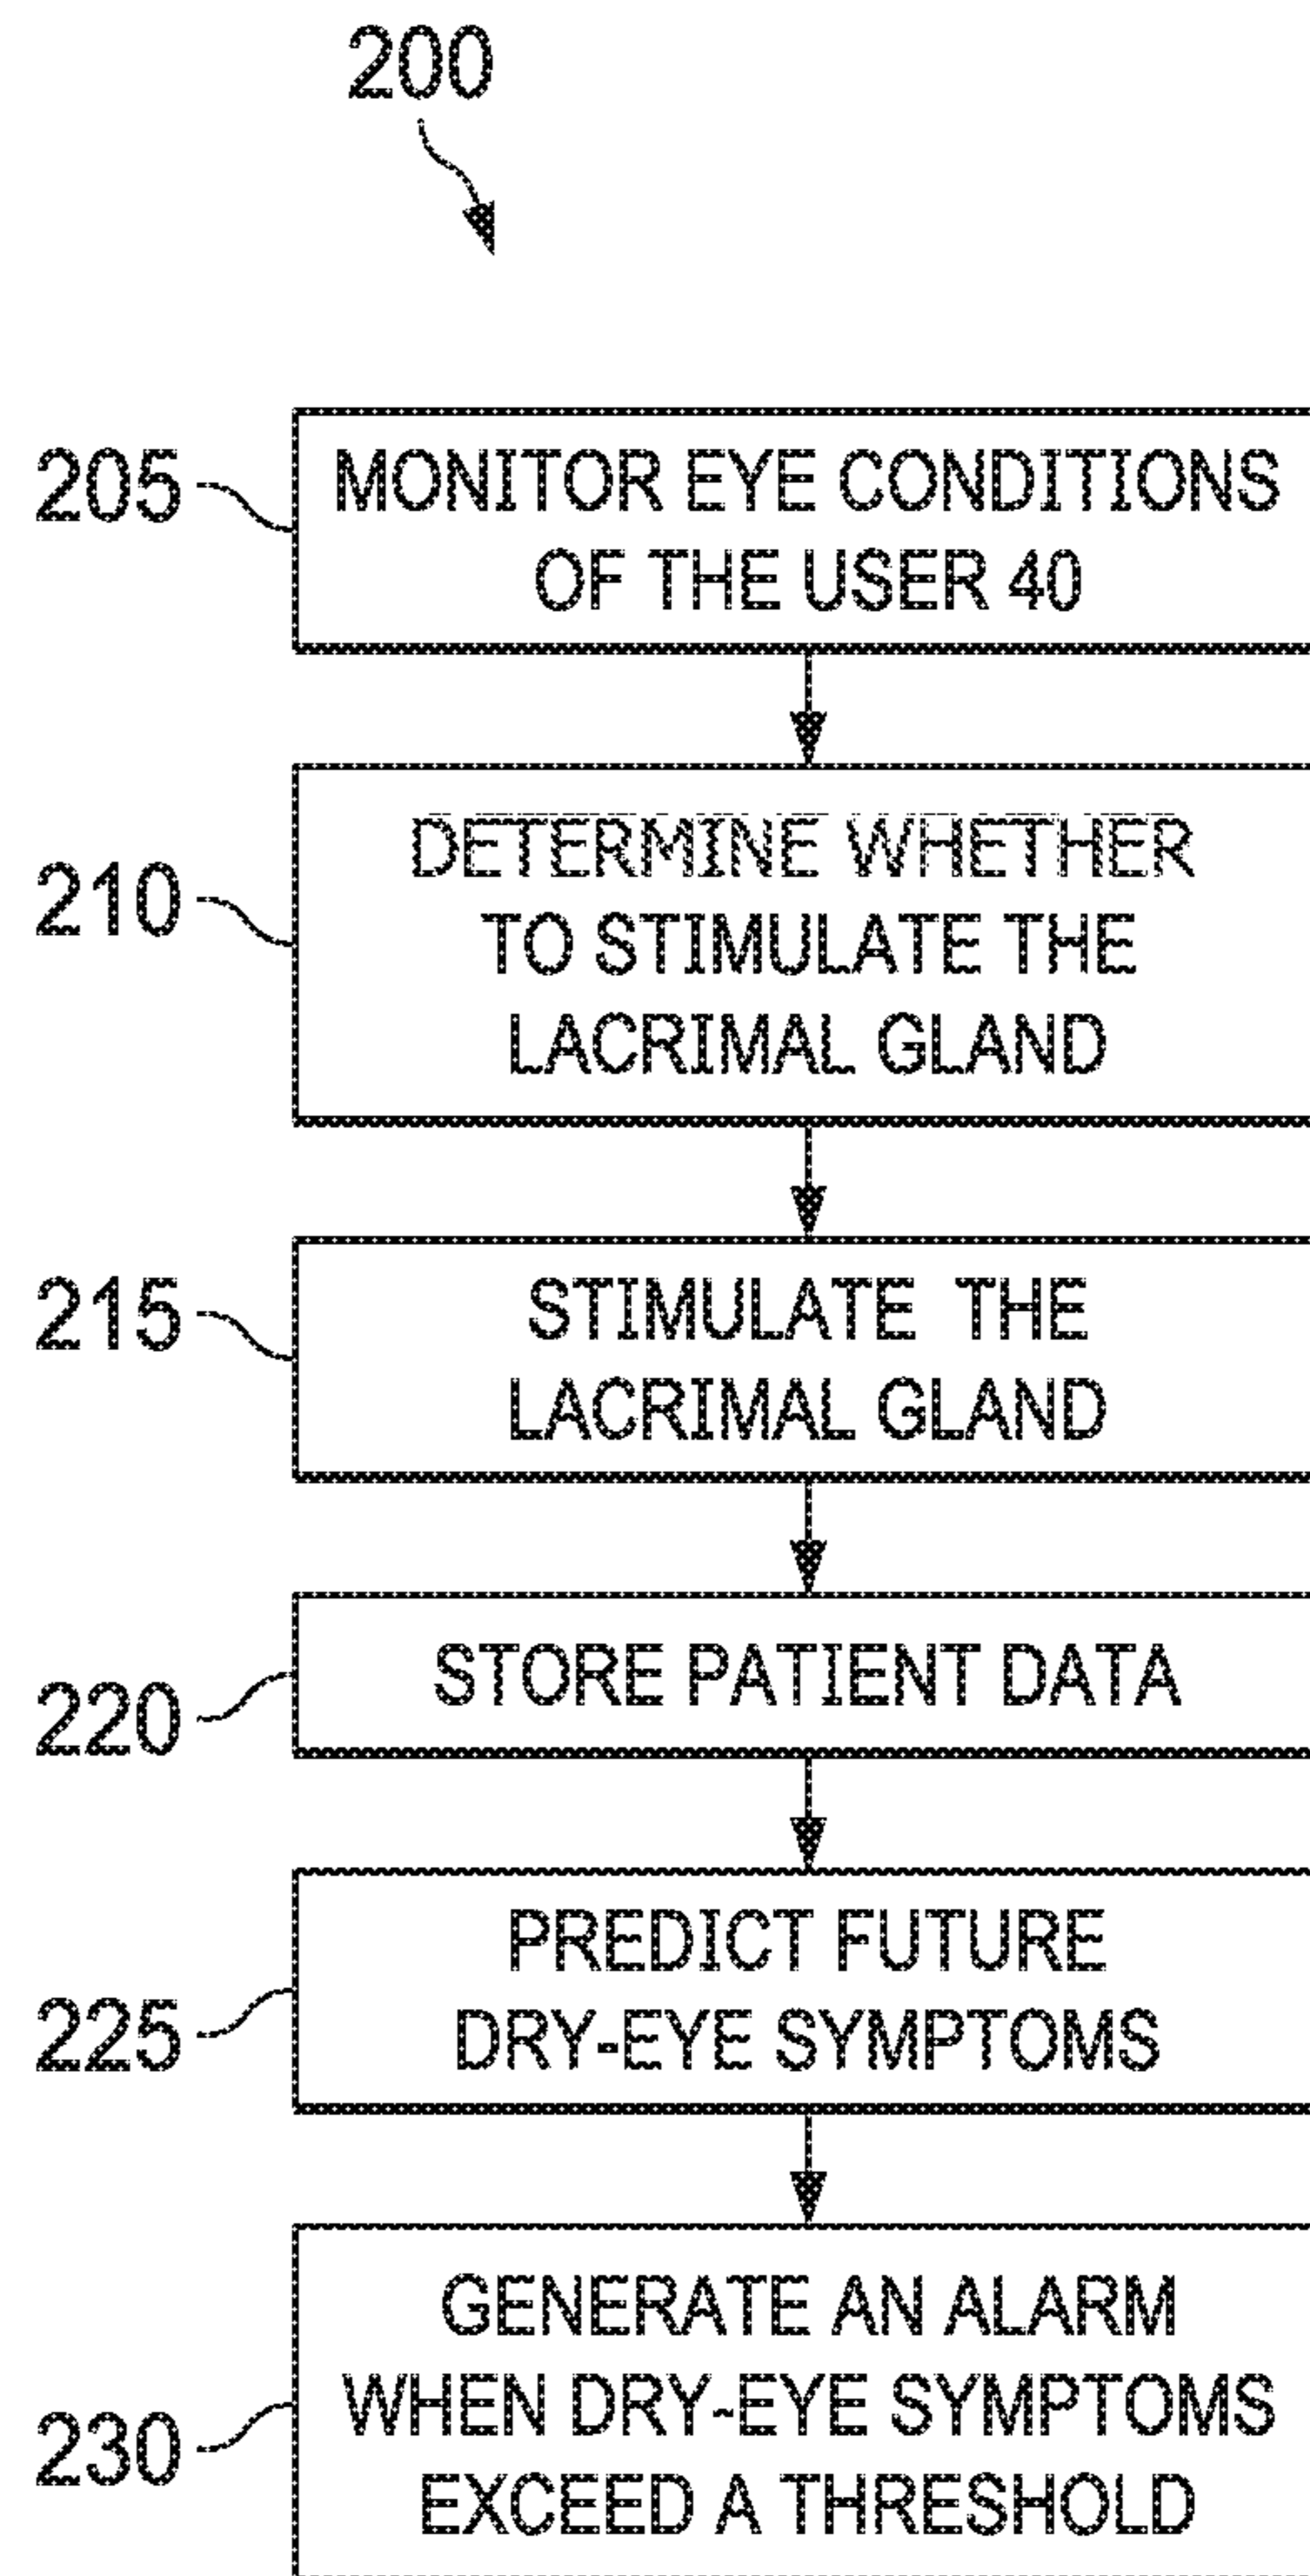 200
205
MONITOR EYE CONDITIONS
OF THE USER 40
210
DETERMINE WHETHER
TO STIMULATE THE
LACRIMAL GLAND
215
STIMULATE THE
LACRIMAL GLAND
220
STORE PATIENT DATA
225
PREDICT FUTURE
DRY-EYE SYMPTOMS
230
GENERATE AN ALARM
WHEN DRY-EYE SYMPTOMS
EXCEED A THRESHOLD